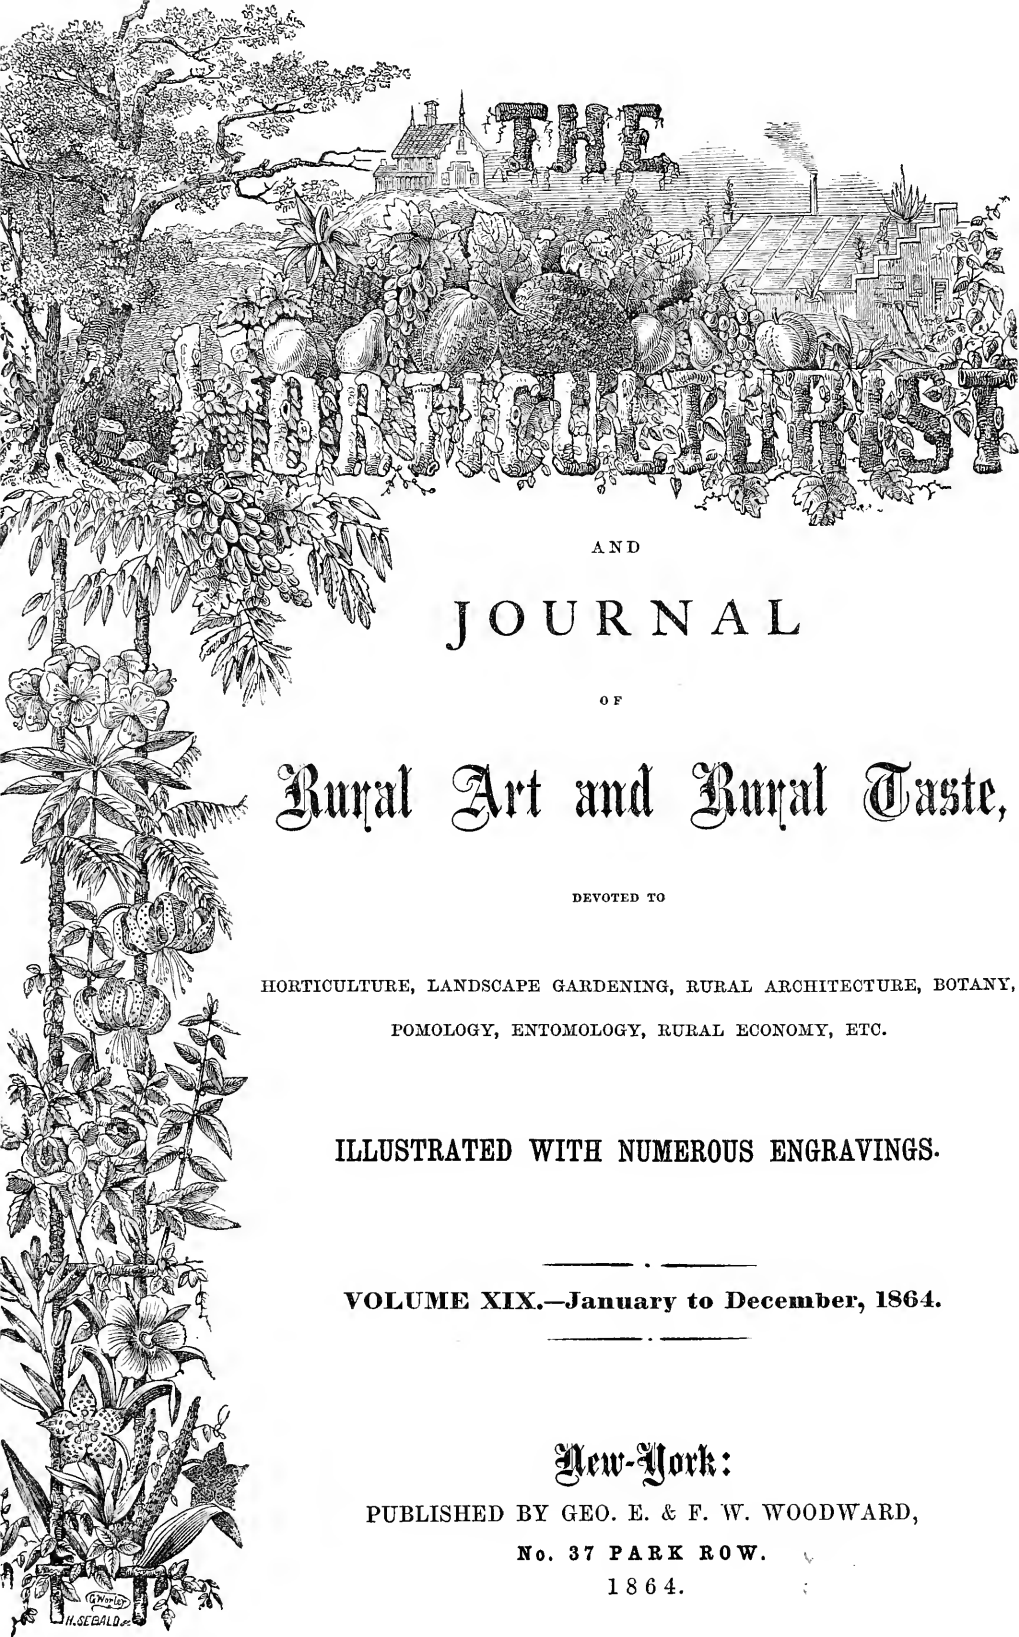 THE
HORTICULTURIST
AND
JOURNAL
OF
Rural Art and Rural Taste,
DEVOTED TO
HORTICULTURE, LANDSCAPE GARDENING, RURAL ARCHITECTURE, BOTANY,
POMOLOGY, ENTOMOLOGY, RURAL ECONOMY, ETC.
ILLUSTRATED WITH NUMEROUS ENGRAVINGS.
VOLUME XIX.—January to December, 1864.
New-York:
PUBLISHED BY GEO. E. & F. W. WOODWARD,
No. 37 PARK ROW.
1864.
H. SEBALD